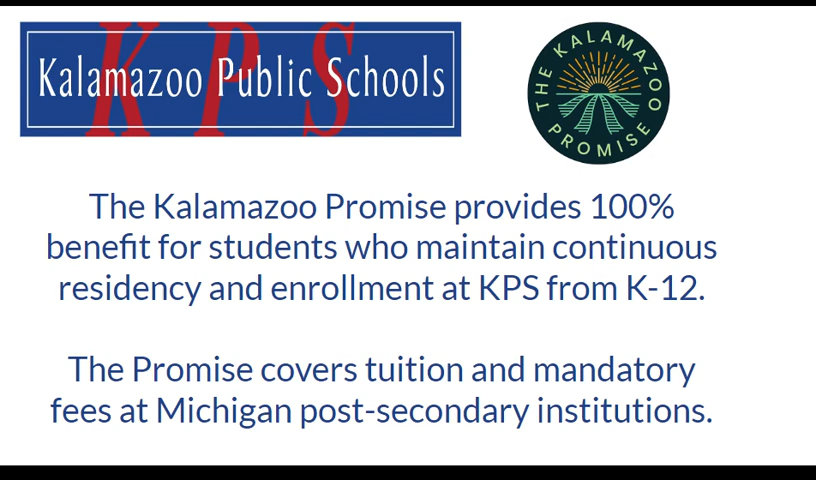 KPS
Kalamazoo Public Schools
THE KALAMAZOO
PROMISE
The Kalamazoo Promise provides 100%
benefit for students who maintain continuous
residency and enrollment at KPS from K-12.
The Promise covers tuition and mandatory
fees at Michigan post-secondary institutions.